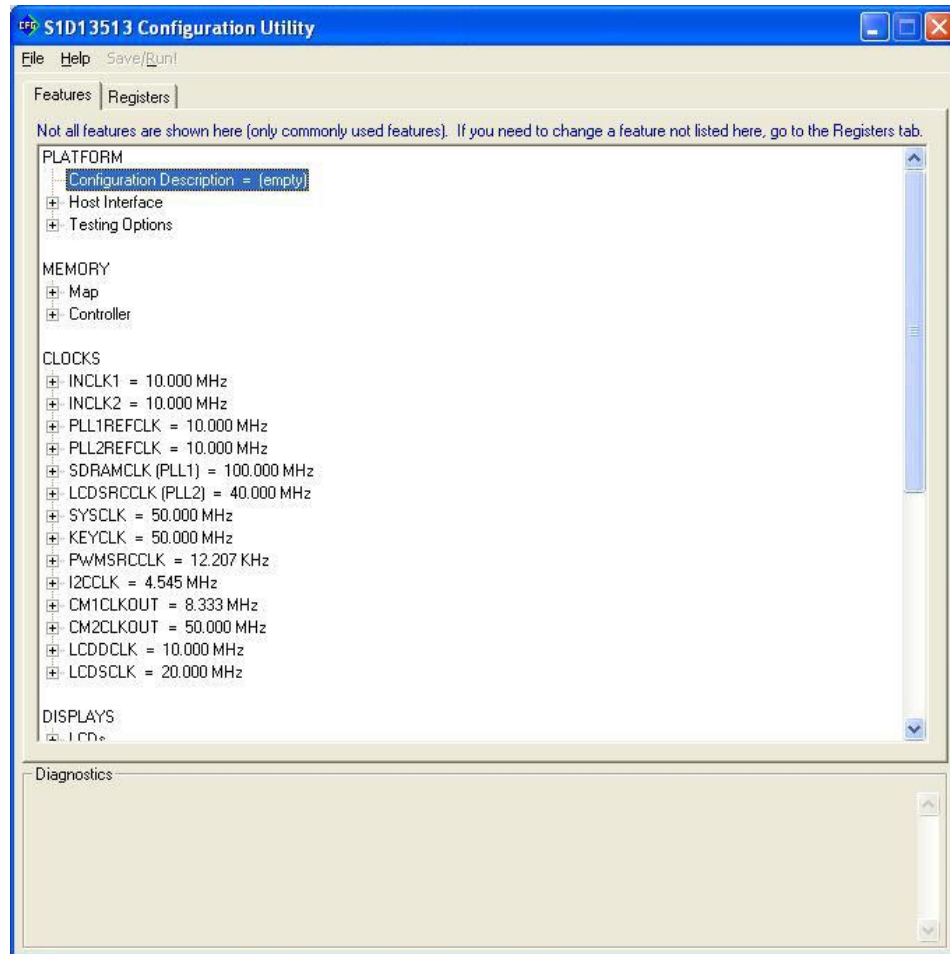 CFG S1D13513 Configuration Utility
File Help Save/Run!
Features Registers
Not all features are shown here (only commonly used features). If you need to change a feature not listed here, go to the Registers tab.
PLATFORM
Configuration Description = (empty)
Host Interface
Testing Options
MEMORY
Map
Controller
CLOCKS
INCLK1 = 10.000 MHz
INCLK2 = 10.000 MHz
PLL1REFCLK = 10.000 MHz
PLL2REFCLK = 10.000 MHz
SDRAMCLK (PLL1) = 100.000 MHz
LCDSRCCLK (PLL2) = 40.000 MHz
SYSCLK = 50.000 MHz
KEYCLK = 50.000 MHz
PWMSRCCLK = 12.207 KHz
I2CCLK = 4.545 MHz
CM1CLKOUT = 8.333 MHz
CM2CLKOUT = 50.000 MHz
LCDDCLK = 10.000 MHz
LCDSCLK = 20.000 MHz
DISPLAYS
LCDs
Diagnostics